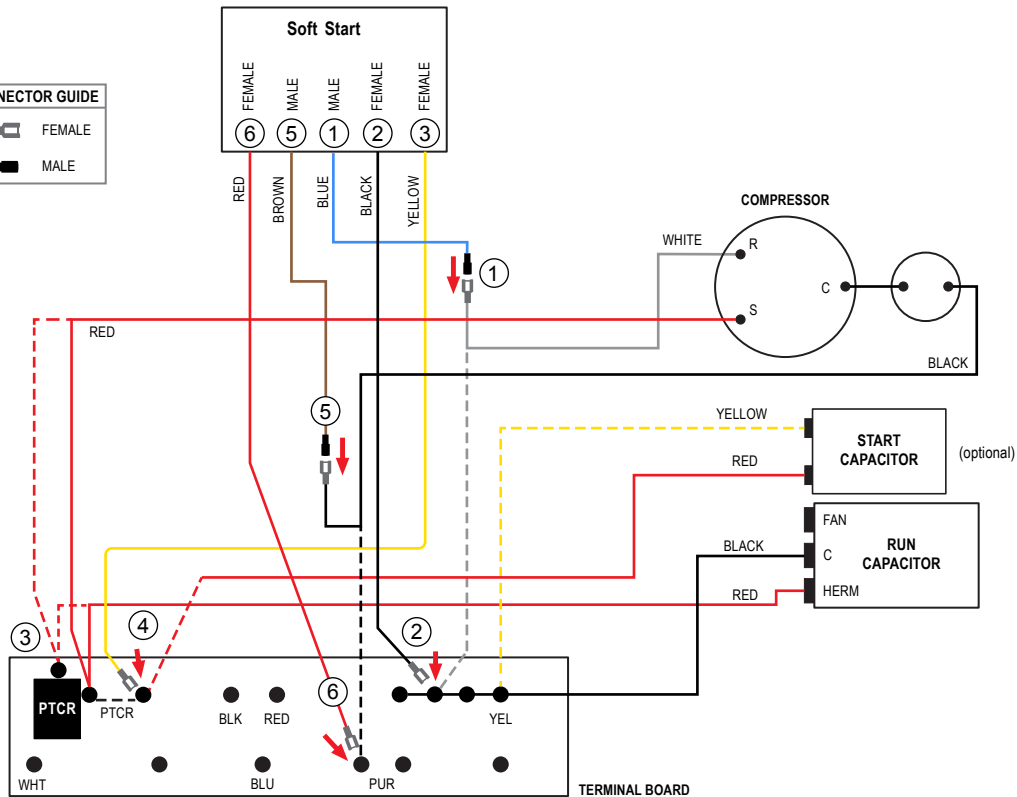 Soft Start
FEMALE
MALE
MALE
FEMALE
FEMALE
6
5
1
2
3
NECTOR GUIDE
FEMALE
MALE
RED
BROWN
BLUE
BLACK
YELLOW
COMPRESSOR
WHITE
R
1
C
S
RED
BLACK
5
YELLOW
START
CAPACITOR
(optional)
RED
FAN
BLACK
C
RUN
CAPACITOR
RED
HERM
3
4
2
6
PTCR
PTCR
BLK
RED
YEL
WHT
BLU
PUR
TERMINAL BOARD